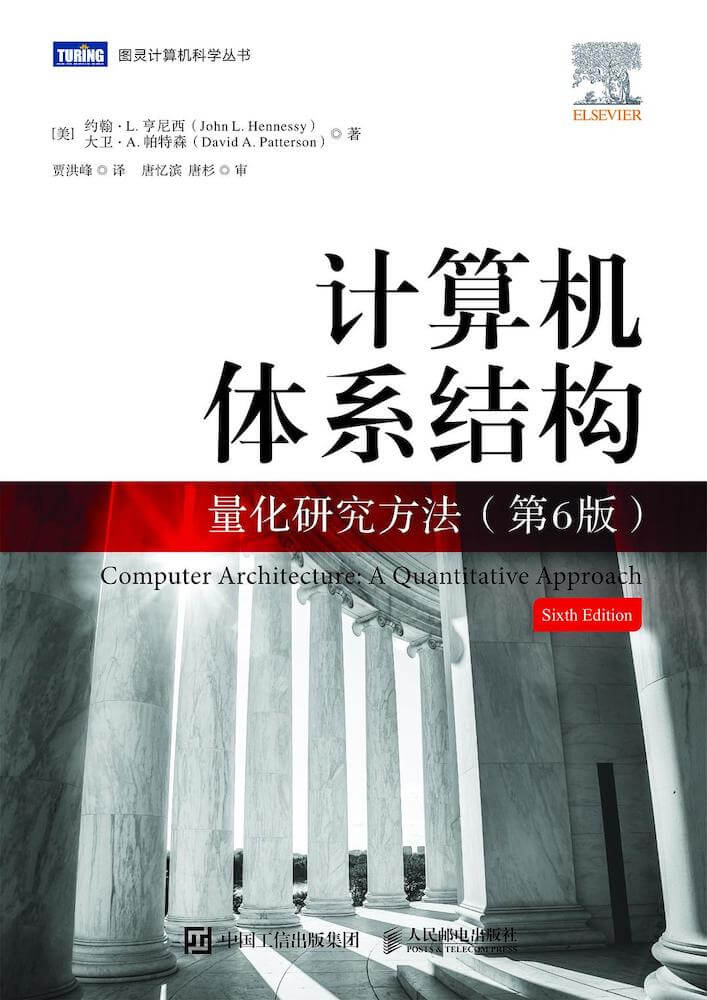 TURING 图灵计算机科学丛书
ELSEVIER
[美] 约翰·L. 亨尼西(John L. Hennessy)
大卫·A. 帕特森(David A. Patterson) ◎ 著
贾洪峰 ◎ 译 唐忆滨 唐杉 ◎ 审
计算机
体系结构
量化研究方法(第6版)
Computer Architecture: A Quantitative Approach
Sixth Edition
中国工信出版集团
人民邮电出版社
POSTS & TELECOM PRESS